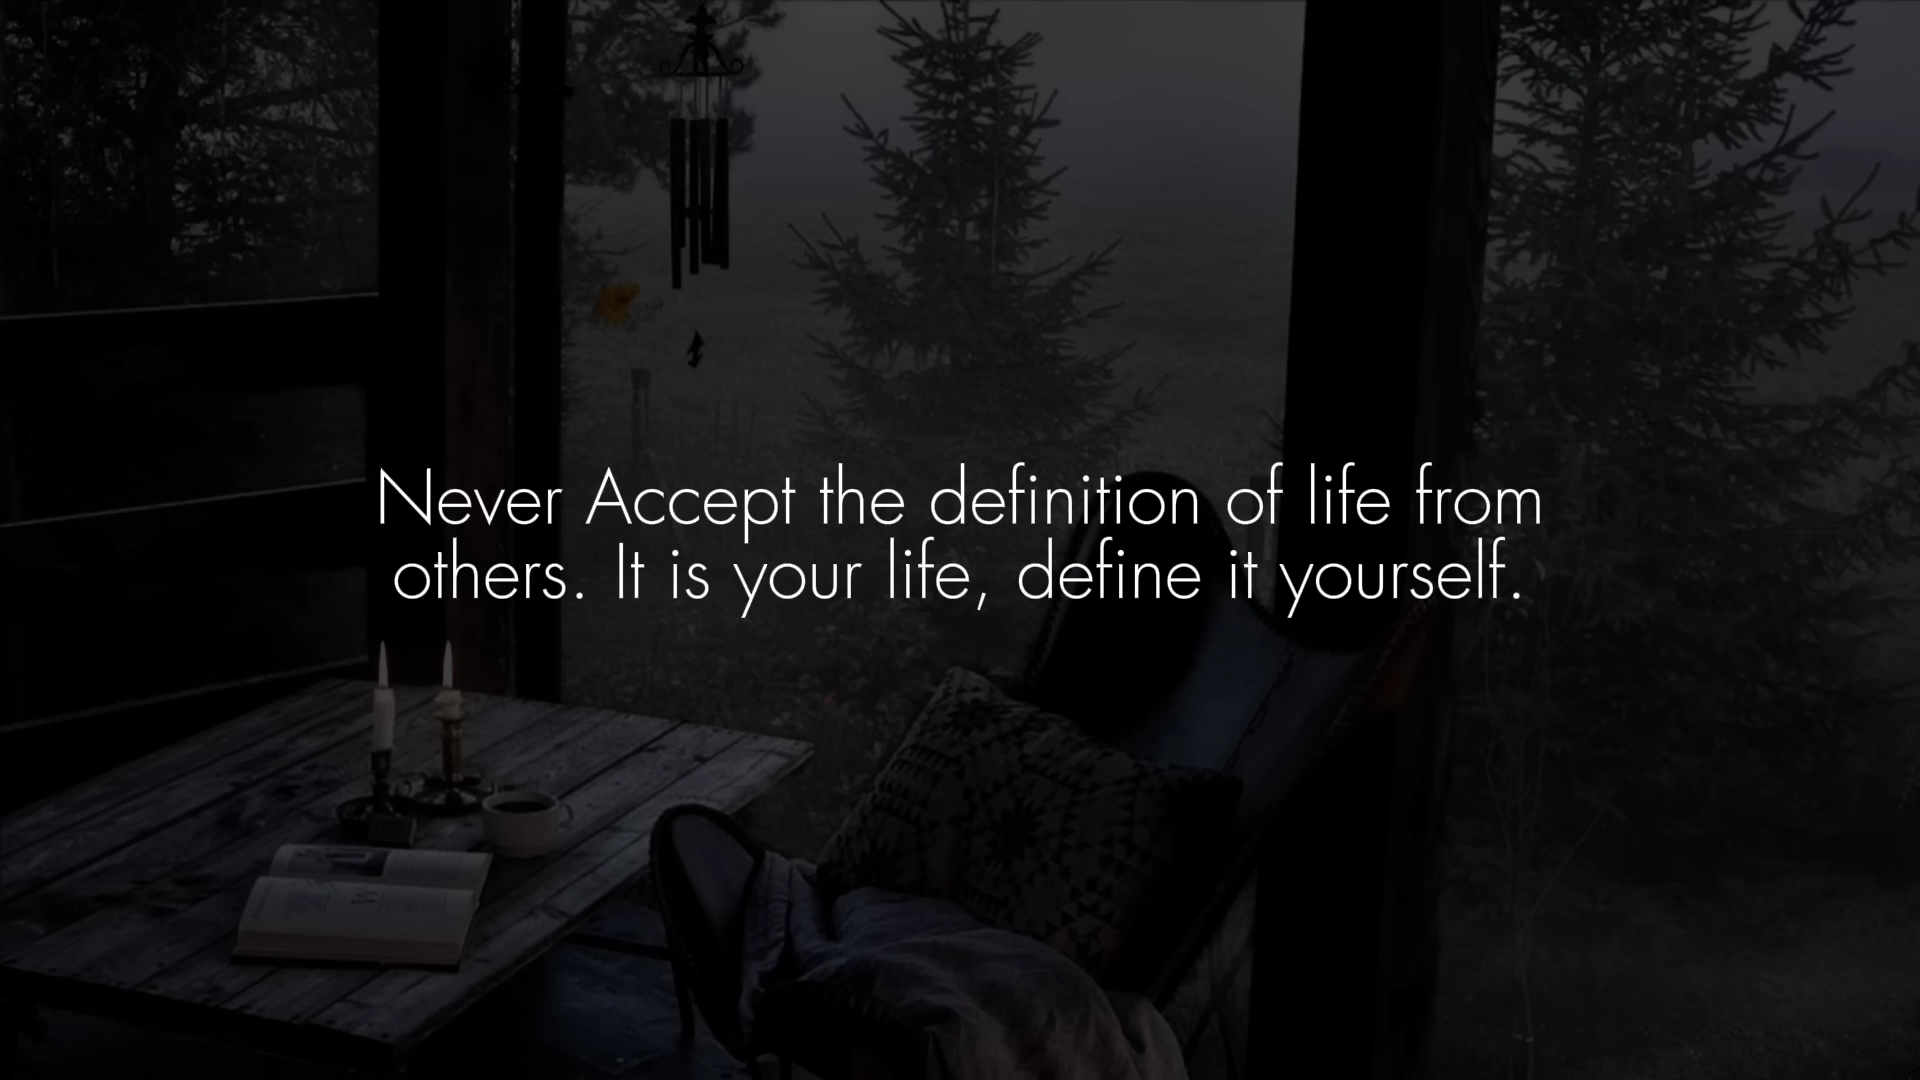 Never Accept the definition of life from
others. It is your life, define it yourself.